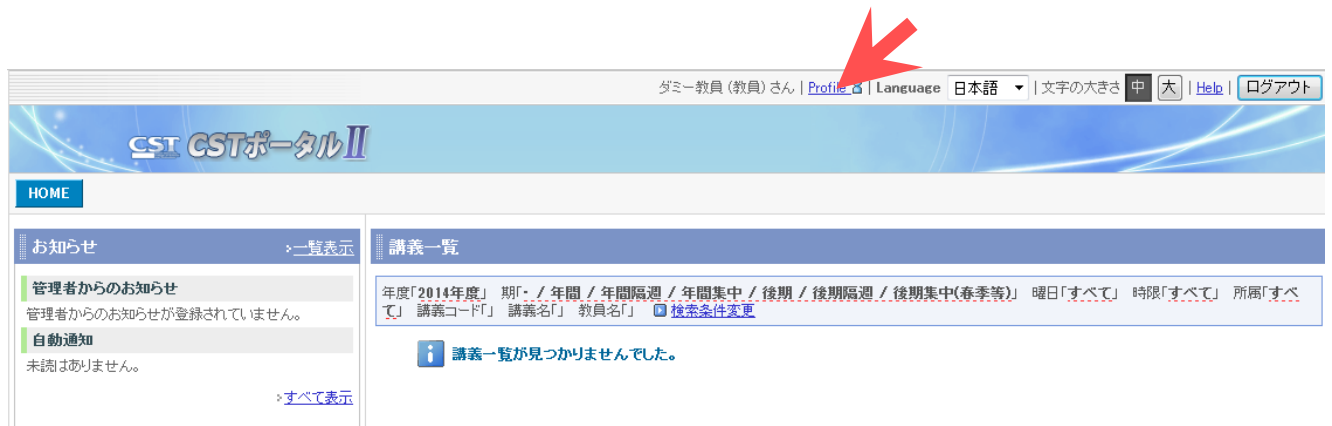 ダミー教員 (教員) さん | Profile | Language 日本語 | 文字の大きさ 中 大 | Help | ログアウト
CST CSTポータルⅡ
HOME
お知らせ >一覧表示
管理者からのお知らせ
管理者からのお知らせが登録されていません。
自動通知
未読はありません。
>すべて表示
講義一覧
年度「2014年度」 期「- / 年間 / 年間隔週 / 年間集中 / 後期 / 後期隔週 / 後期集中(春季等)」 曜日「すべて」 時限「すべて」 所属「すべ
て」 講義コード「」 講義名「」 教員名「」 検索条件変更
講義一覧が見つかりませんでした。